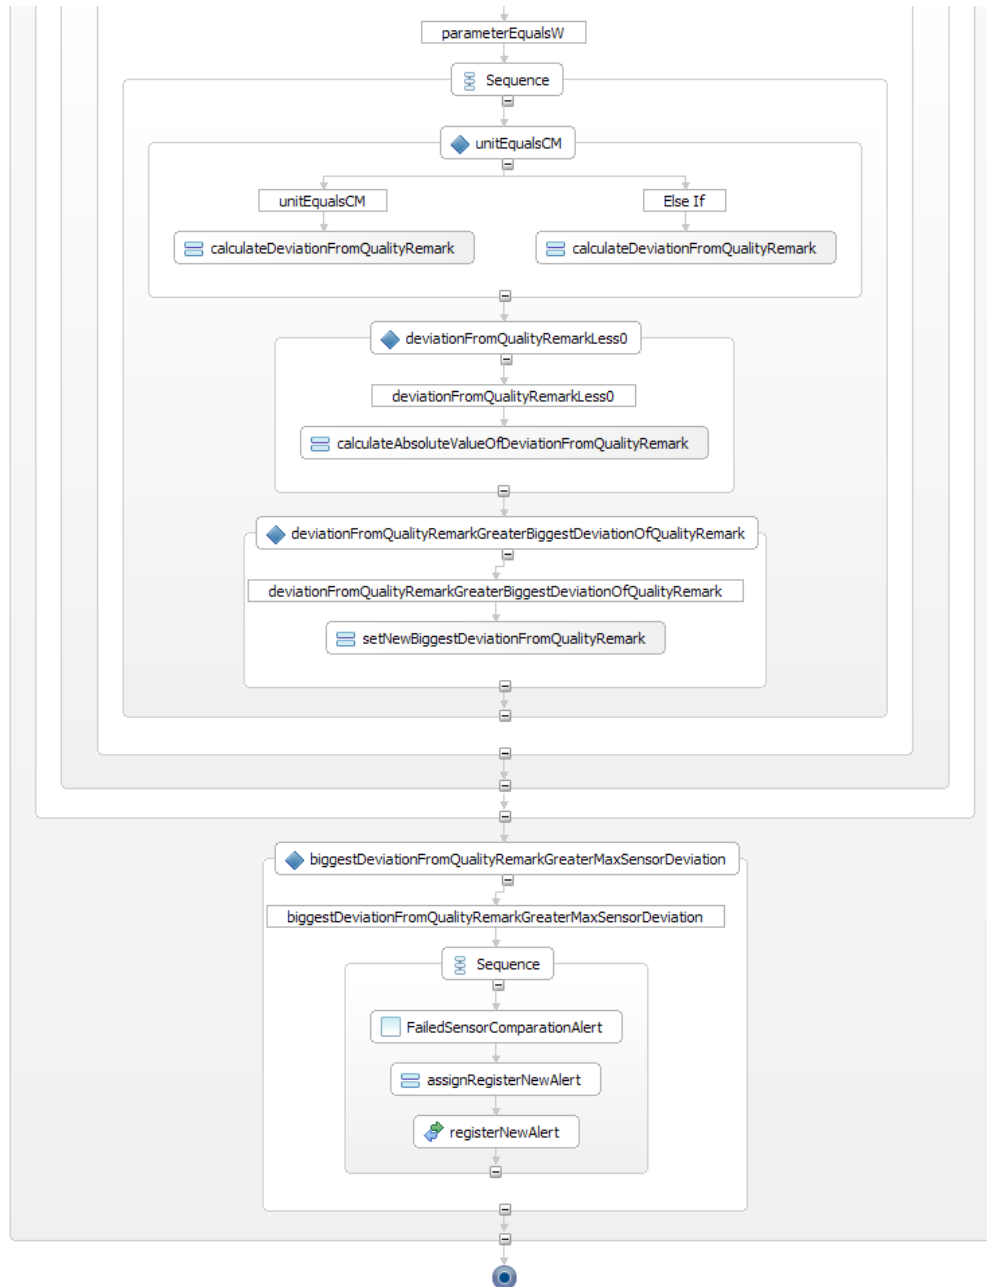 parameterEqualsW
Sequence
unitEqualsCM
unitEqualsCM
Else If
calculateDeviationFromQualityRemark
calculateDeviationFromQualityRemark
deviationFromQualityRemarkLess0
deviationFromQualityRemarkLess0
calculateAbsoluteValueOfDeviationFromQualityRemark
deviationFromQualityRemarkGreaterBiggestDeviationOfQualityRemark
deviationFromQualityRemarkGreaterBiggestDeviationOfQualityRemark
setNewBiggestDeviationFromQualityRemark
biggestDeviationFromQualityRemarkGreaterMaxSensorDeviation
biggestDeviationFromQualityRemarkGreaterMaxSensorDeviation
Sequence
FailedSensorComparationAlert
assignRegisterNewAlert
registerNewAlert